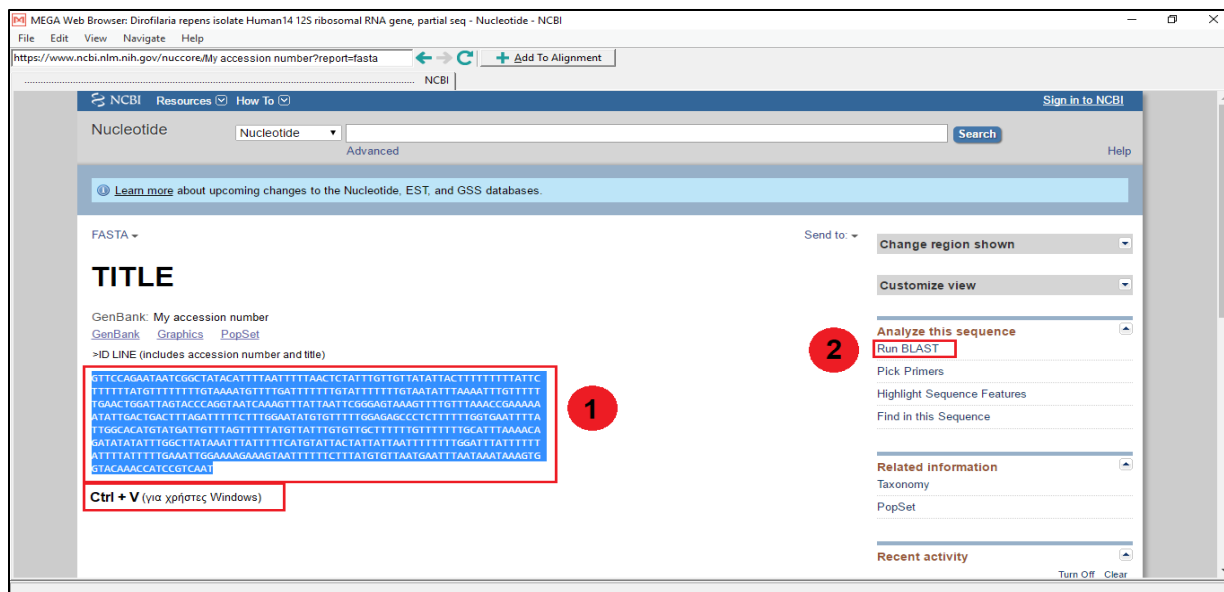 MEGA Web Browser: Dirofilaria repens isolate Human14 12S ribosomal RNA gene, partial seq - Nucleotide - NCBI
File Edit View Navigate Help
https://www.ncbi.nlm.nih.gov/nuccore/My accession number?report=fasta Add To Alignment
NCBI
NCBI Resources How To Sign in to NCBI
Nucleotide Nucleotide Search
Advanced Help
Learn more about upcoming changes to the Nucleotide, EST, and GSS databases.
FASTA Send to: Change region shown
TITLE
Customize view
GenBank: My accession number
GenBank Graphics PopSet
Analyze this sequence
>ID LINE (includes accession number and title)
2 Run BLAST
GTTCCAGAATAATCGGCTATACATTTTAATTTTTAACTCTATTTGTTGTTATATTACTTTTTTTTTATTC
TTTTTTATGTTTTTTTTGTAAAATGTTTTGATTTTTTTGTATTTTTTTGTAATATTTAAAATTTGTTTTT
TGAACTGGATTAGTACCCAGGTAATCAAAGTTTATTAATTCGGGAGTAAAGTTTTGTTTAAACCGAAAAA
ATATTGACTGACTTTAGATTTTTCTTTGGAATATGTGTTTTTGGAGAGCCCTCTTTTTTGGTGAATTTTA
TTGGCACATGTATGATTGTTTAGTTTTTATGTTATTTGTGTTGCTTTTTTGTTTTTTTGCATTTAAAACA
GATATATATTTGGCTTATAAATTTATTTTTCATGTATTACTATTATTAATTTTTTTTGGATTTATTTTTT
ATTTTATTTTTGAAATTGGAAAAGAAAGTAATTTTTTCTTTATGTGTTAATGAATTTAATAAATAAAGTG
GTACAAACCATCCGTCAAT
1
Pick Primers
Highlight Sequence Features
Find in this Sequence
Related information
Taxonomy
Ctrl + V (για χρήστες Windows)
PopSet
Recent activity
Turn Off Clear